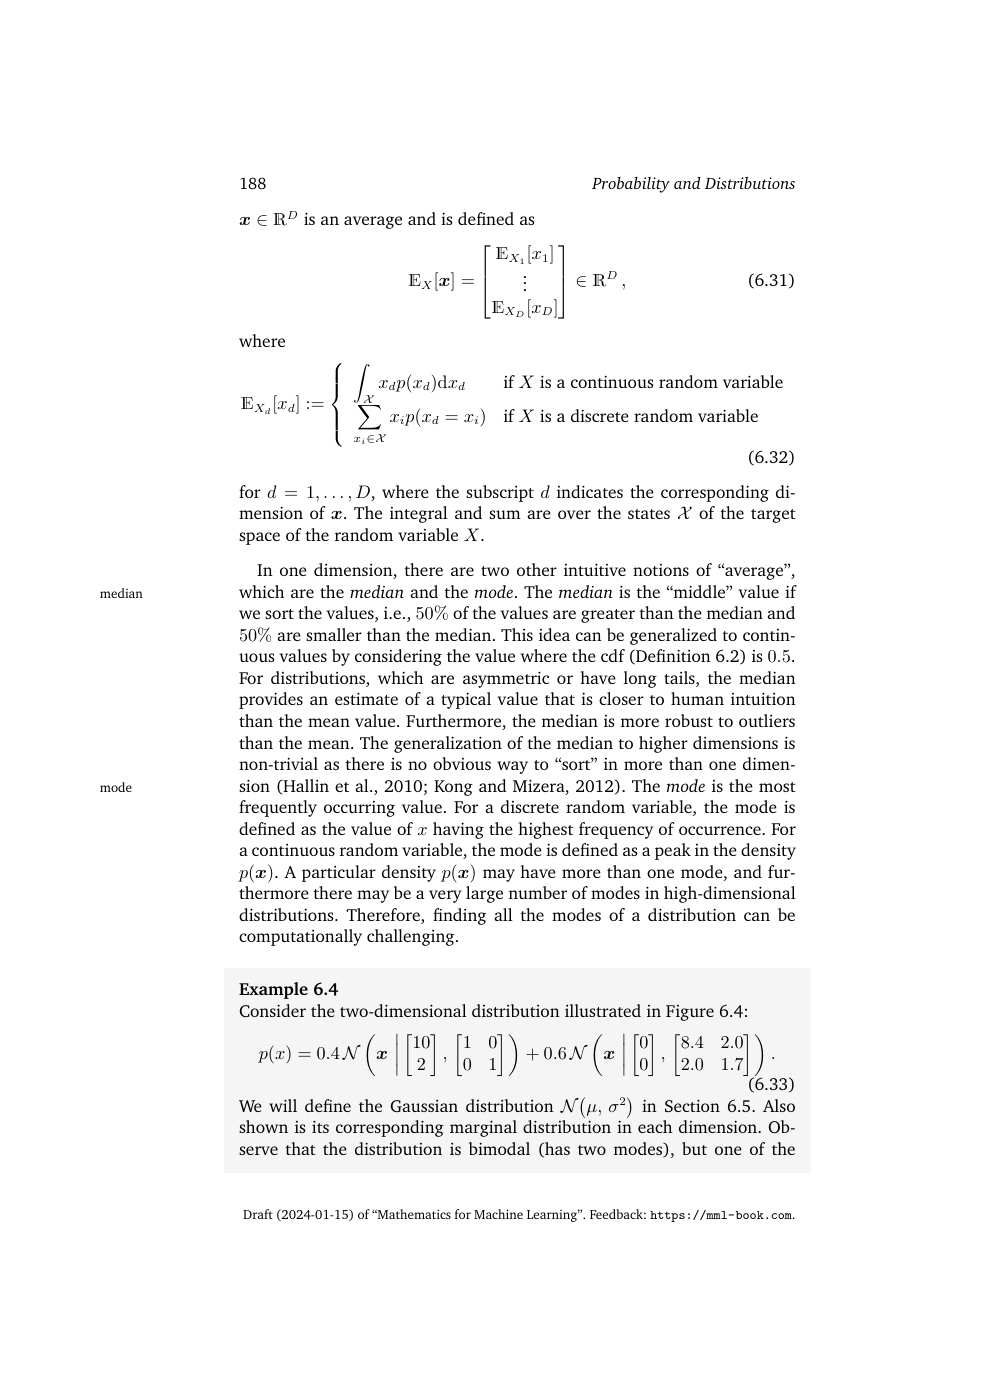 188 Probability and Distributions
x ∈ ℝ^D is an average and is defined as
𝔼_X[x] = [𝔼_{X_1}[x_1] ⋮ 𝔼_{X_D}[x_D]] ∈ ℝ^D , (6.31)
where
𝔼_{X_d}[x_d] := { ∫_𝒳 x_d p(x_d)dx_d if X is a continuous random variable
∑_{x_i∈𝒳} x_i p(x_d = x_i) if X is a discrete random variable
(6.32)
for d = 1, . . . , D, where the subscript d indicates the corresponding di-
mension of x. The integral and sum are over the states 𝒳 of the target
space of the random variable X.
In one dimension, there are two other intuitive notions of “average”,
median
which are the median and the mode. The median is the “middle” value if
we sort the values, i.e., 50% of the values are greater than the median and
50% are smaller than the median. This idea can be generalized to contin-
uous values by considering the value where the cdf (Definition 6.2) is 0.5.
For distributions, which are asymmetric or have long tails, the median
provides an estimate of a typical value that is closer to human intuition
than the mean value. Furthermore, the median is more robust to outliers
than the mean. The generalization of the median to higher dimensions is
non-trivial as there is no obvious way to “sort” in more than one dimen-
mode
sion (Hallin et al., 2010; Kong and Mizera, 2012). The mode is the most
frequently occurring value. For a discrete random variable, the mode is
defined as the value of x having the highest frequency of occurrence. For
a continuous random variable, the mode is defined as a peak in the density
p(x). A particular density p(x) may have more than one mode, and fur-
thermore there may be a very large number of modes in high-dimensional
distributions. Therefore, finding all the modes of a distribution can be
computationally challenging.
Example 6.4
Consider the two-dimensional distribution illustrated in Figure 6.4:
p(x) = 0.4 𝒩(x | [10 2], [1 0 0 1]) + 0.6 𝒩(x | [0 0], [8.4 2.0 2.0 1.7]) .
(6.33)
We will define the Gaussian distribution 𝒩(μ, σ²) in Section 6.5. Also
shown is its corresponding marginal distribution in each dimension. Ob-
serve that the distribution is bimodal (has two modes), but one of the
Draft (2024-01-15) of “Mathematics for Machine Learning”. Feedback: https://mml-book.com.